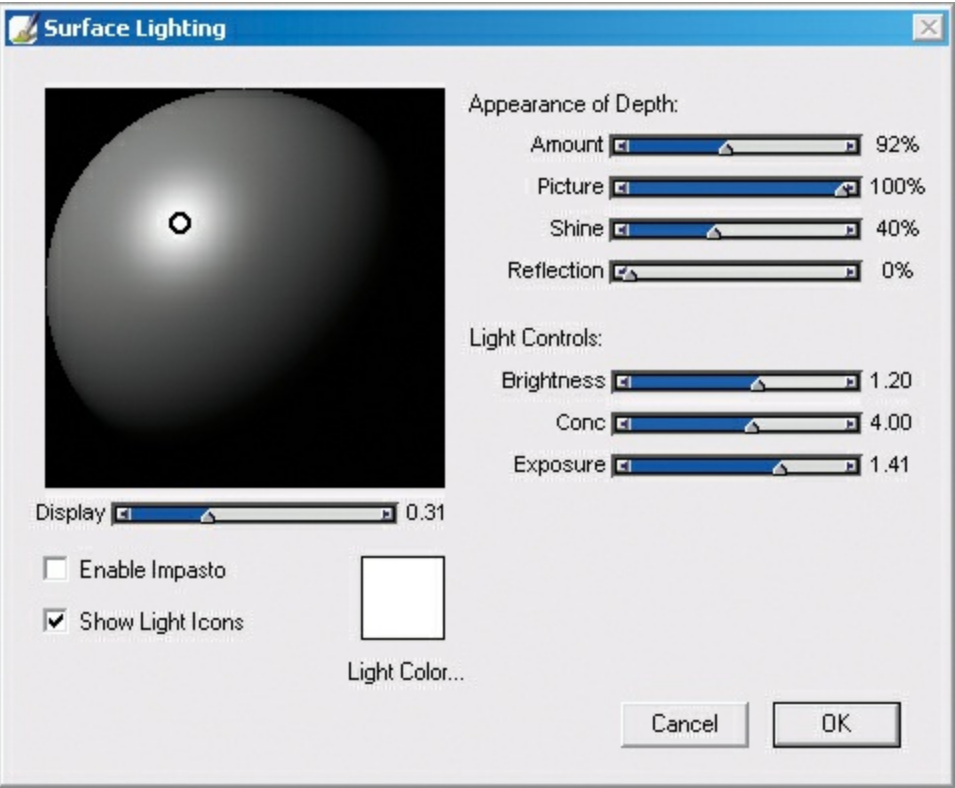 Surface Lighting
Appearance of Depth:
Amount 92%
Picture 100%
Shine 40%
Reflection 0%
Light Controls:
Brightness 1.20
Conc 4.00
Exposure 1.41
Display 0.31
Enable Impasto
Show Light Icons
Light Color...
Cancel OK